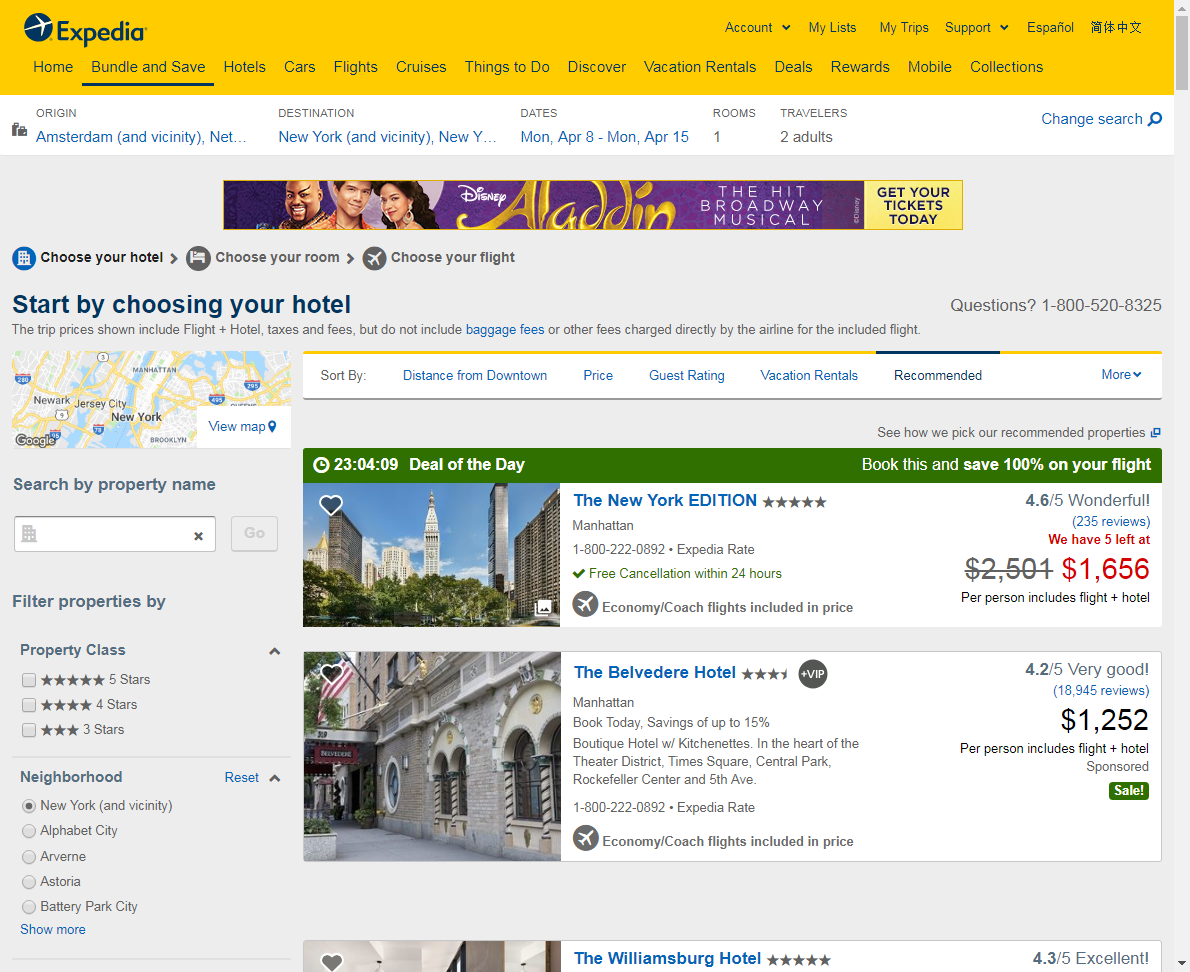 Expedia
Account
My Lists
My Trips
Support
Español
简体中文
Home
Bundle and Save
Hotels
Cars
Flights
Cruises
Things to Do
Discover
Vacation Rentals
Deals
Rewards
Mobile
Collections
ORIGIN
Amsterdam (and vicinity), Net…
DESTINATION
New York (and vicinity), New Y…
DATES
Mon, Apr 8 - Mon, Apr 15
ROOMS
1
TRAVELERS
2 adults
Change search
Disney
Aladdin
THE HIT
BROADWAY
MUSICAL
©Disney
GET YOUR
TICKETS
TODAY
Choose your hotel
Choose your room
Choose your flight
Start by choosing your hotel
Questions? 1-800-520-8325
The trip prices shown include Flight + Hotel, taxes and fees, but do not include baggage fees or other fees charged directly by the airline for the included flight.
3
MANHATTAN
280
295
Newark
Jersey City
495
QUEENS
9
New York
78
95
BROOKLYN
Google
View map
Sort By:
Distance from Downtown
Price
Guest Rating
Vacation Rentals
Recommended
More
See how we pick our recommended properties
Search by property name
×
Go
Filter properties by
Property Class
5 Stars
4 Stars
3 Stars
Neighborhood
Reset
New York (and vicinity)
Alphabet City
Arverne
Astoria
Battery Park City
Show more
23:04:09 Deal of the Day
Book this and save 100% on your flight
The New York EDITION
Manhattan
1-800-222-0892 • Expedia Rate
Free Cancellation within 24 hours
Economy/Coach flights included in price
4.6/5 Wonderful!
(235 reviews)
We have 5 left at
$2,501 $1,656
Per person includes flight + hotel
319
BELVEDERE
The Belvedere Hotel
+VIP
Manhattan
Book Today, Savings of up to 15%
Boutique Hotel w/ Kitchenettes. In the heart of the
Theater District, Times Square, Central Park,
Rockefeller Center and 5th Ave.
1-800-222-0892 • Expedia Rate
Economy/Coach flights included in price
4.2/5 Very good!
(18,945 reviews)
$1,252
Per person includes flight + hotel
Sponsored
Sale!
The Williamsburg Hotel
4.3/5 Excellent!